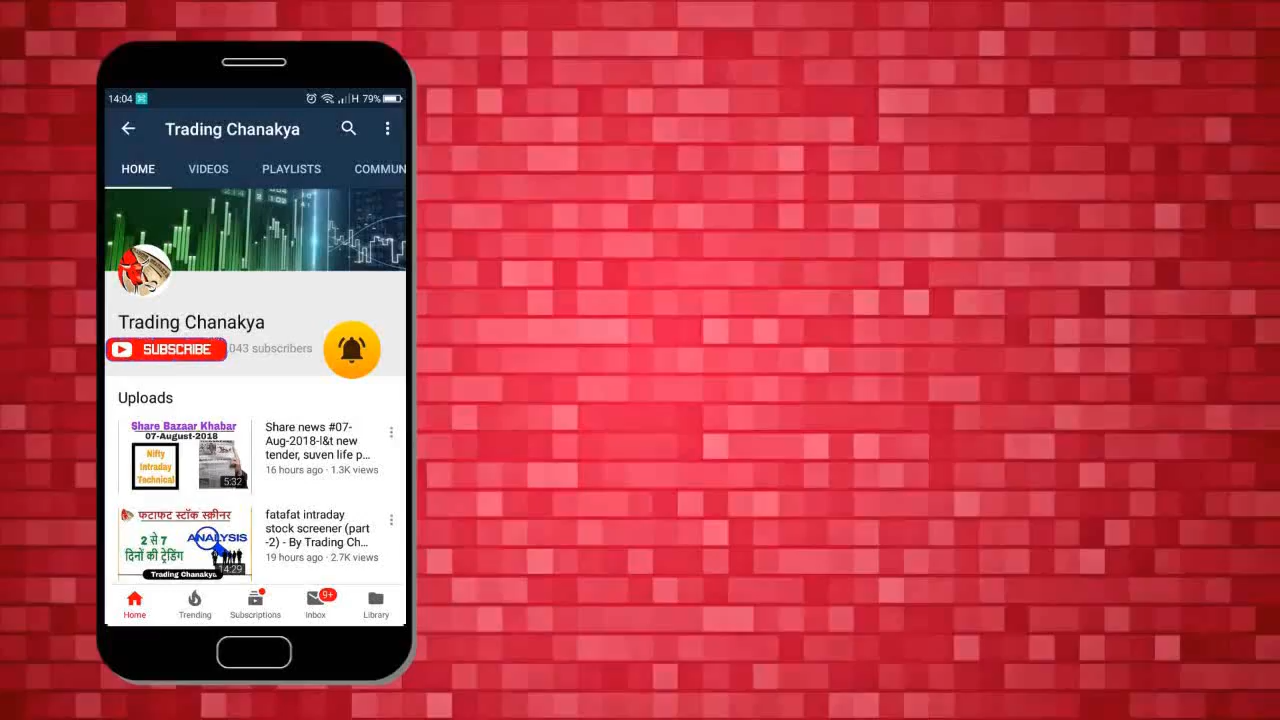 14:04
H 79%
Trading Chanakya
HOME VIDEOS PLAYLISTS COMMUN
Trading Chanakya
SUBSCRIBE 043 subscribers
Uploads
Share Bazaar Khabar
07-August-2018
Nifty
Intraday
Technical
5:32
Share news #07-
Aug-2018-l&t new
tender, suven life p...
16 hours ago · 1.3K views
फटाफट स्टॉक स्क्रीनर
2 से 7
दिनों की ट्रेडिंग
ANALYSIS
14:29
Trading Chanakya
fatafat intraday
stock screener (part
-2) - By Trading Ch...
19 hours ago · 2.7K views
9+
Home Trending Subscriptions Inbox Library